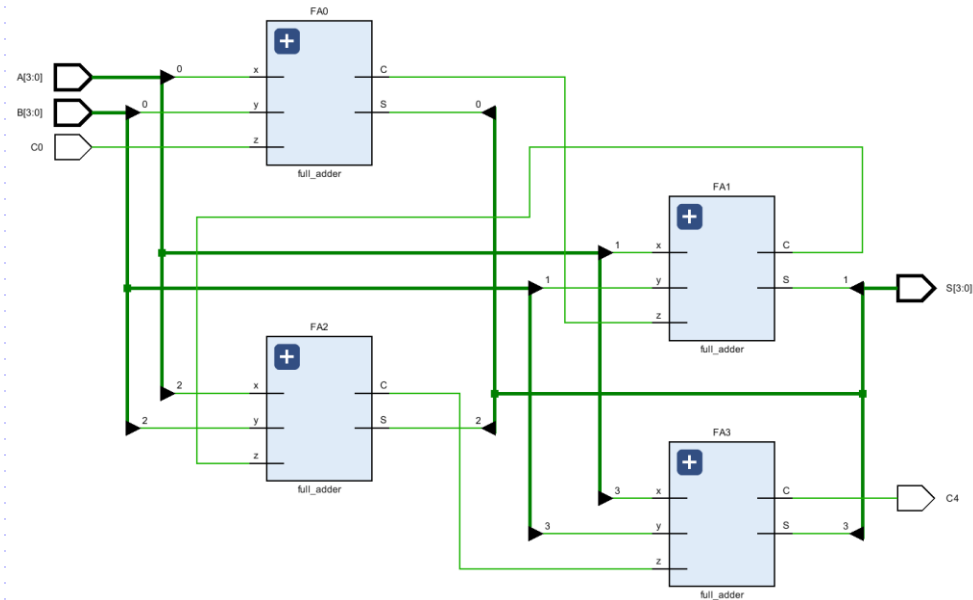 FA0
A[3:0]
0
x
C
B[3:0]
0
y
S
0
C0
z
full_adder
FA1
1
x
C
1
y
S
1
S[3:0]
z
full_adder
FA2
2
x
C
2
y
S
2
z
full_adder
FA3
3
x
C
C4
3
y
S
3
z
full_adder